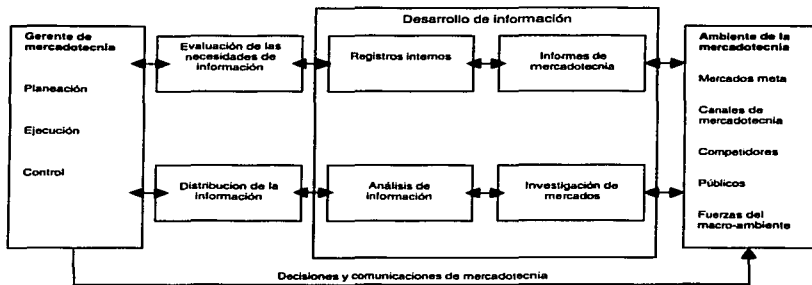 Desarrollo de información
Gerente de
mercadotecnia
Planeación
Ejecución
Control
Evaluación de las
necesidades de
información
Registros internos
Informes de
mercadotecnia
Distribucion de la
información
Análisis de
información
Investigación de
mercados
Ambiente de la
mercadotecnia
Mercados meta
Canales de
mercadotecnia
Competidores
Públicos
Fuerzas del
macro-ambiente
Decisiones y comunicaciones de mercadotecnia